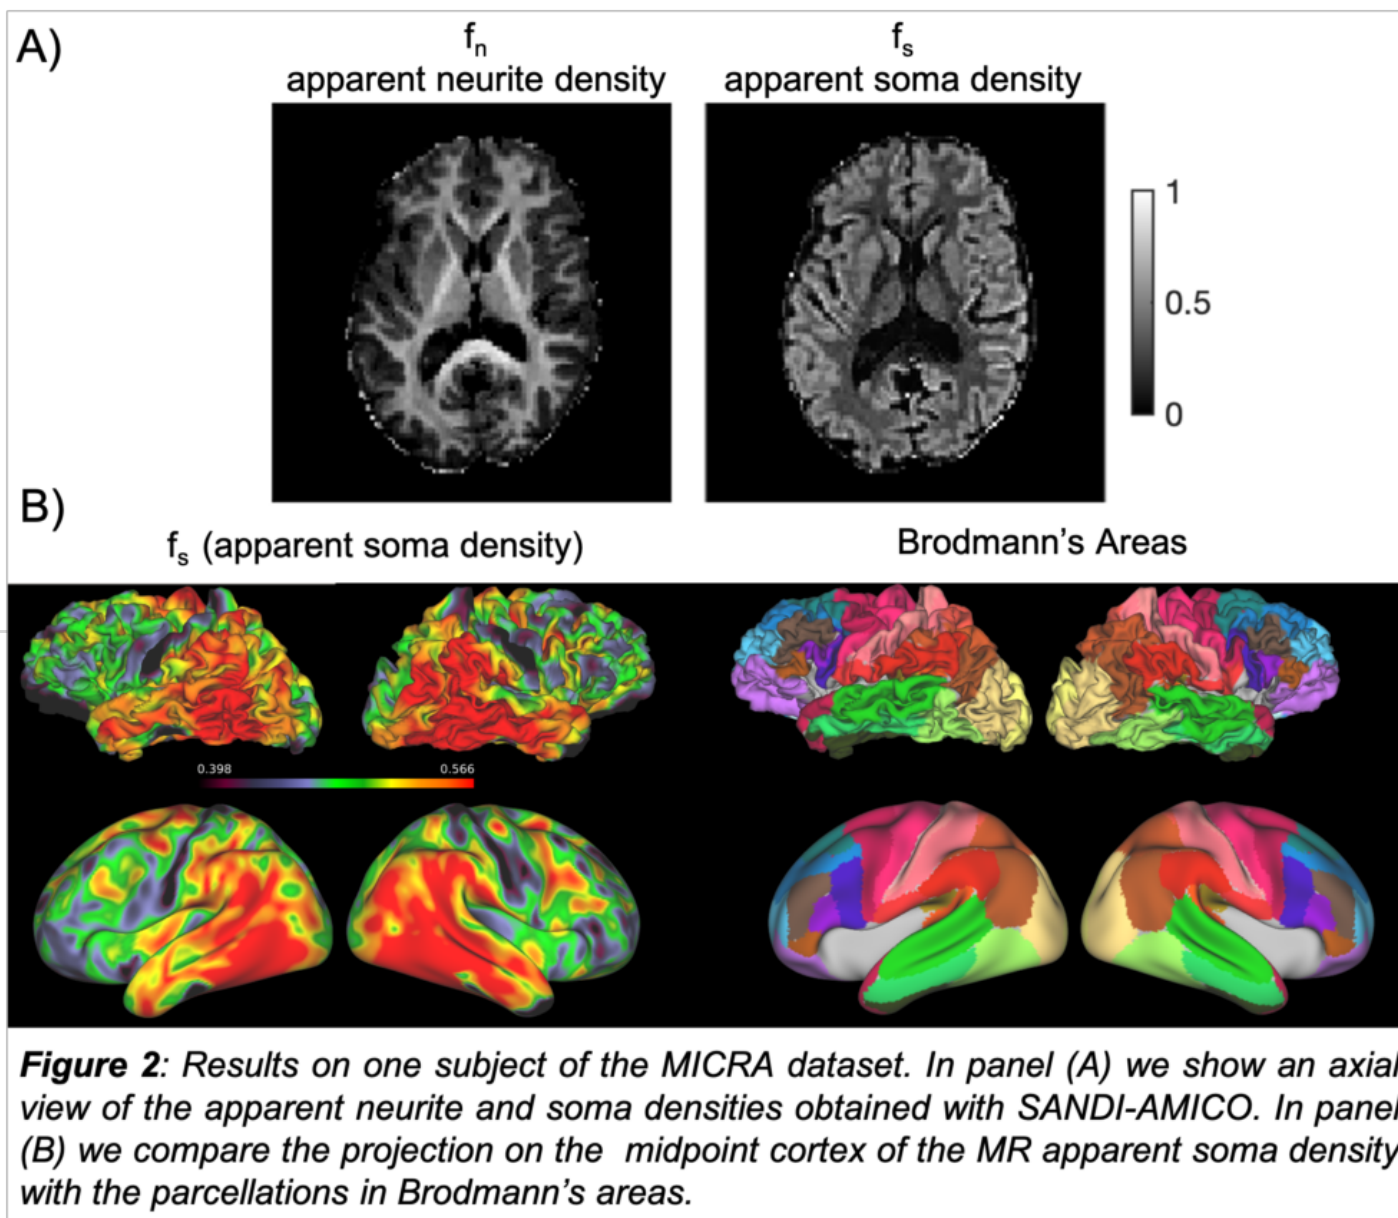 A)
fn
apparent neurite density
fs
apparent soma density
1
0.5
0
B)
fs (apparent soma density)
Brodmann's Areas
0.398
0.566
Figure 2: Results on one subject of the MICRA dataset. In panel (A) we show an axial
view of the apparent neurite and soma densities obtained with SANDI-AMICO. In panel
(B) we compare the projection on the midpoint cortex of the MR apparent soma density
with the parcellations in Brodmann's areas.